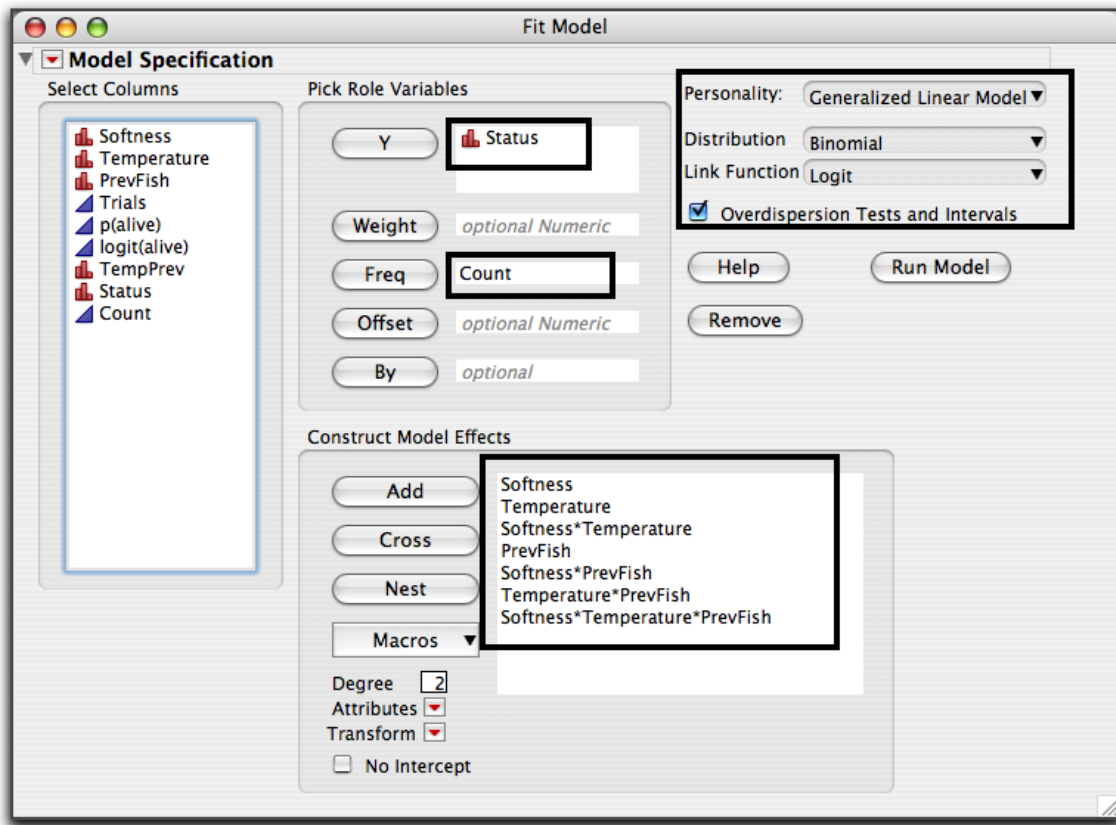 Fit Model
Model Specification
Select Columns
Softness
Temperature
PrevFish
Trials
p(alive)
logit(alive)
TempPrev
Status
Count
Pick Role Variables
Y
Status
Weight
optional Numeric
Freq
Count
Offset
optional Numeric
By
optional
Personality:
Generalized Linear Model
Distribution
Binomial
Link Function
Logit
Overdispersion Tests and Intervals
Help
Run Model
Remove
Construct Model Effects
Add
Cross
Nest
Macros
Softness
Temperature
Softness*Temperature
PrevFish
Softness*PrevFish
Temperature*PrevFish
Softness*Temperature*PrevFish
Degree 2
Attributes
Transform
No Intercept